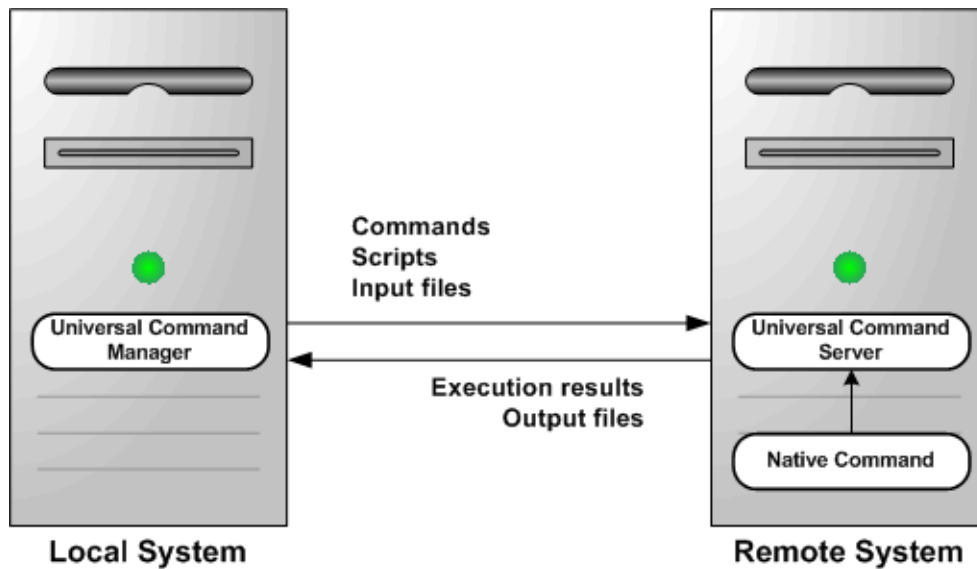 Commands
Scripts
Input files
Universal Command
Manager
Universal Command
Server
Execution results
Output files
Native Command
Local System
Remote System